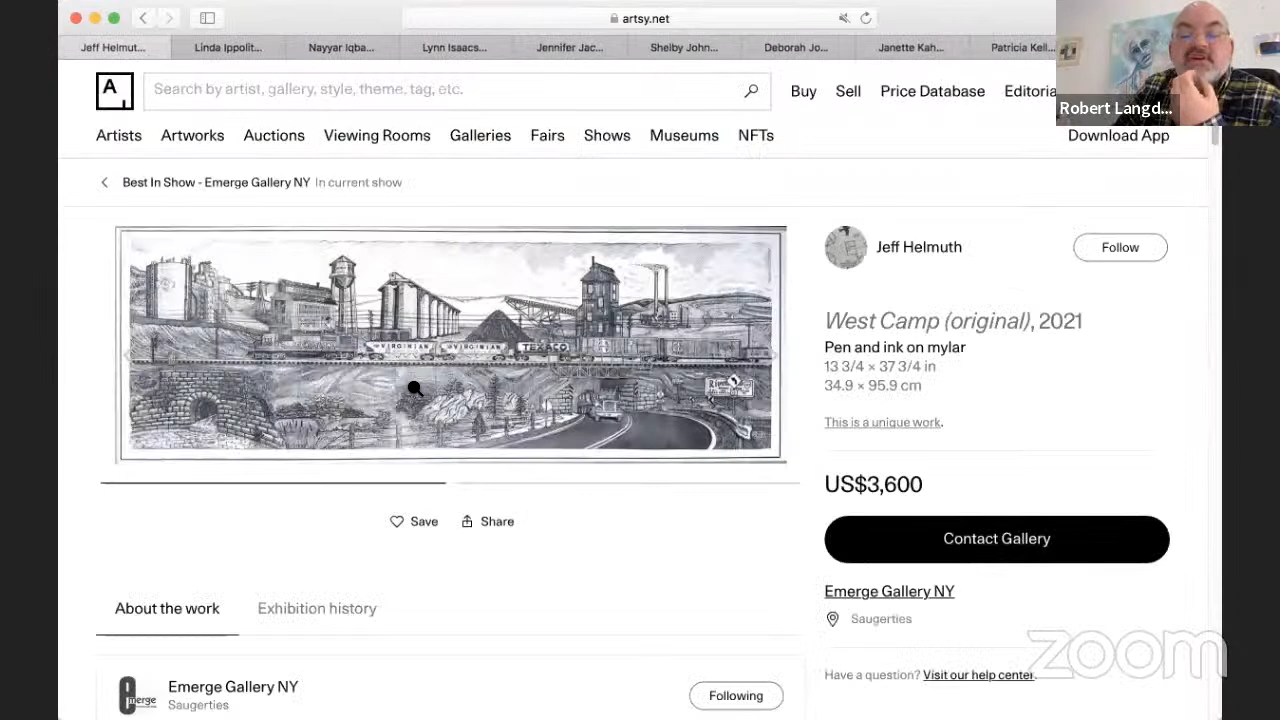 artsy.net
Jeff Helmut...
Linda Ippolit...
Nayyar Iqba...
Lynn Isaacs...
Jennifer Jac...
Shelby John...
Deborah Jo...
Janette Kah...
Patricia Kell...
Robert Langd...
A
Search by artist, gallery, style, theme, tag, etc.
Buy Sell Price Database Editoria
Artists Artworks Auctions Viewing Rooms Galleries Fairs Shows Museums NFTs
Download App
Best In Show - Emerge Gallery NY In current show
VIRGINIAN
VIRGINIAN
TEXACO
Jeff Helmuth
Follow
West Camp (original), 2021
Pen and ink on mylar
13 3/4 × 37 3/4 in
34.9 × 95.9 cm
This is a unique work.
US$3,600
Contact Gallery
Save
Share
Emerge Gallery NY
Saugerties
About the work
Exhibition history
Have a question? Visit our help center.
emerge
Emerge Gallery NY
Saugerties
Following
zoom